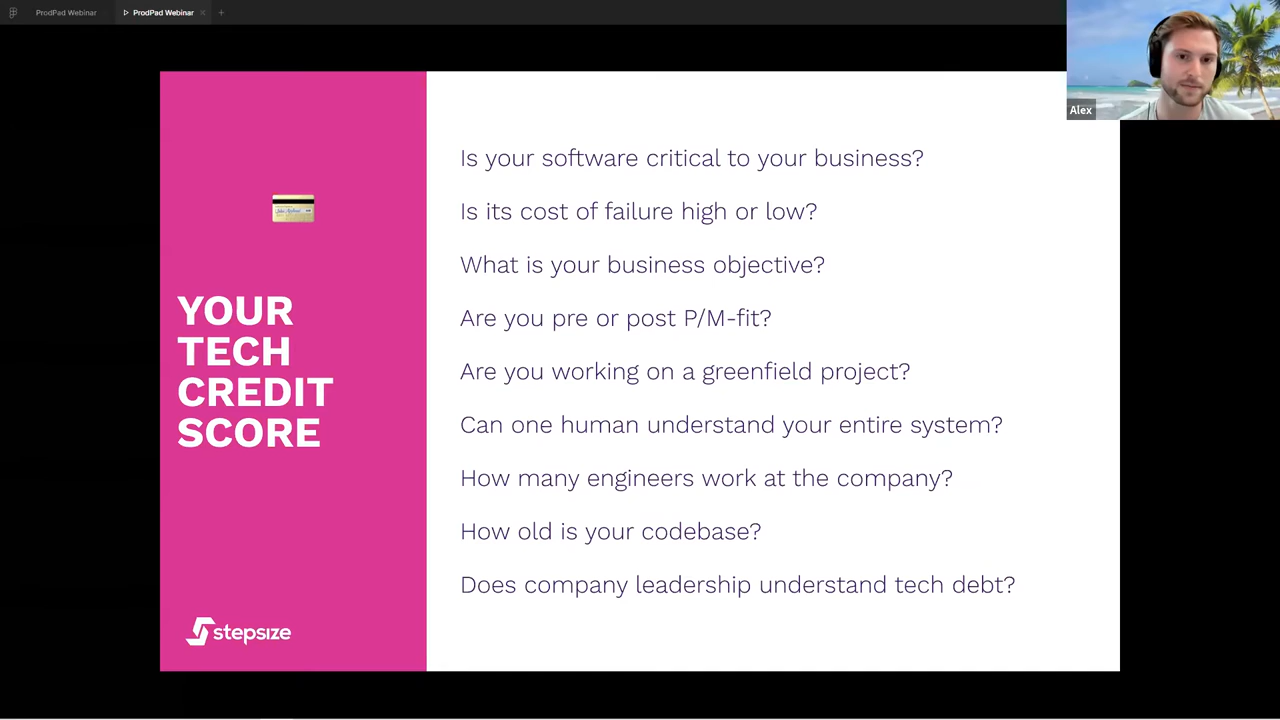 ProdPad Webinar
ProdPad Webinar
Alex
YOUR
TECH
CREDIT
SCORE
stepsize
Is your software critical to your business?
Is its cost of failure high or low?
What is your business objective?
Are you pre or post P/M-fit?
Are you working on a greenfield project?
Can one human understand your entire system?
How many engineers work at the company?
How old is your codebase?
Does company leadership understand tech debt?